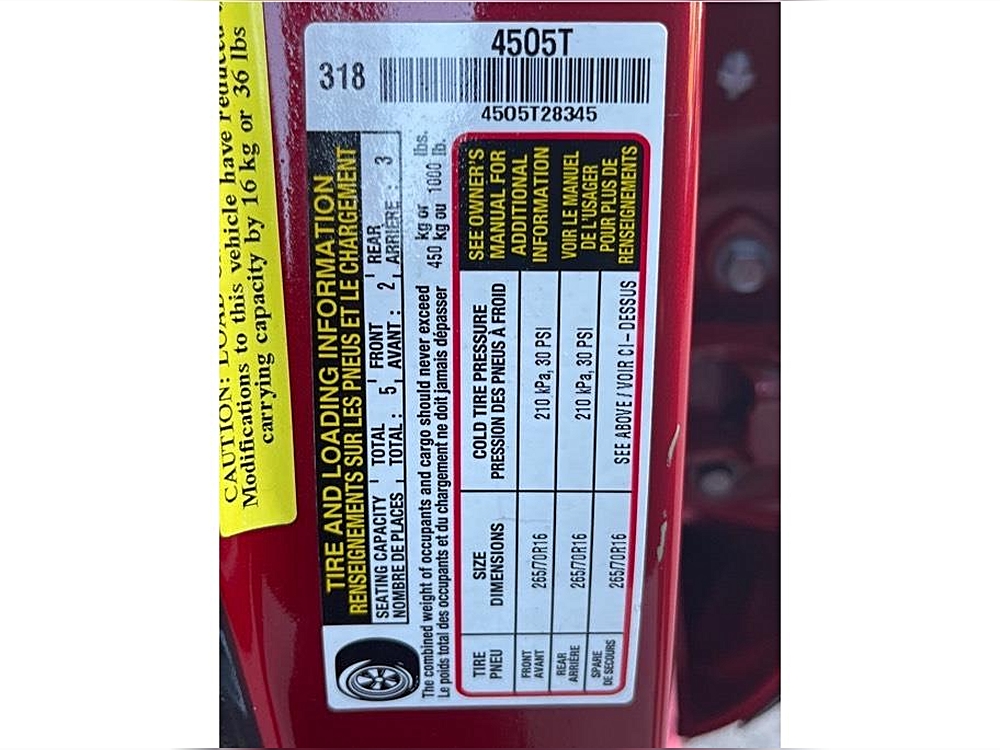 CAUTION: LOAD
Modifications to this vehicle have reduced
carrying capacity by 16 kg or 36 lbs
318
4505T
4505T28345
TIRE AND LOADING INFORMATION
RENSEIGNEMENTS SUR LES PNEUS ET LE CHARGEMENT
SEATING CAPACITY TOTAL 5 FRONT 2 REAR 3
NOMBRE DE PLACES TOTAL : AVANT : ARRIÈRE :
The combined weight of occupants and cargo should never exceed 450 kg or 1000 lbs.
Le poids total des occupants et du chargement ne doit jamais dépasser 450 kg ou 1000 lb.
TIRE SIZE COLD TIRE PRESSURE
PNEU DIMENSIONS PRESSION DES PNEUS À FROID
FRONT
AVANT
265/70R16 210 kPa, 30 PSI
REAR
ARRIÈRE
265/70R16 210 kPa, 30 PSI
SPARE
DE SECOURS
265/70R16 SEE ABOVE / VOIR CI-DESSUS
SEE OWNER'S
MANUAL FOR
ADDITIONAL
INFORMATION
VOIR LE MANUEL
DE L'USAGER
POUR PLUS DE
RENSEIGNEMENTS